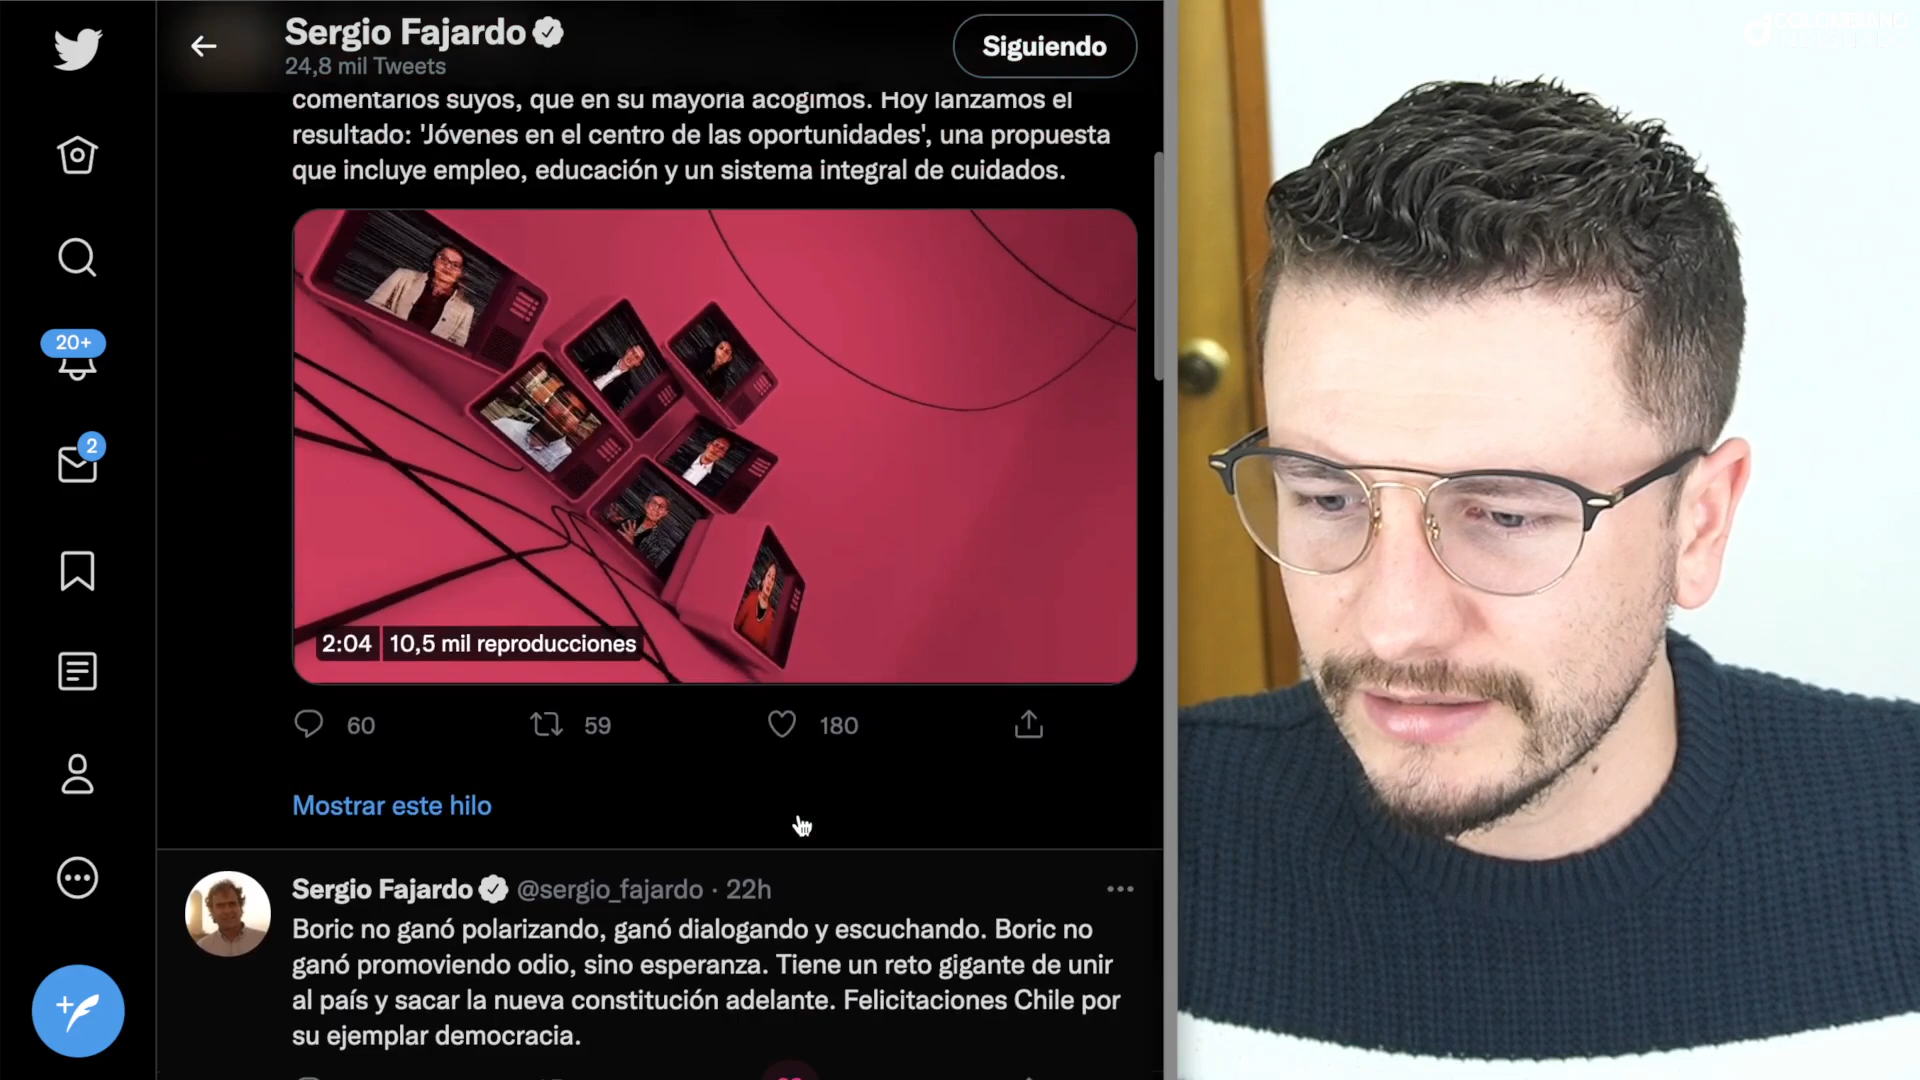 Sergio Fajardo
24,8 mil Tweets
Siguiendo
comentarios suyos, que en su mayoría acogimos. Hoy lanzamos el
resultado: 'Jóvenes en el centro de las oportunidades', una propuesta
que incluye empleo, educación y un sistema integral de cuidados.
20+
2
2:04 10,5 mil reproducciones
60 59 180
Mostrar este hilo
Sergio Fajardo @sergio_fajardo · 22h
Boric no ganó polarizando, ganó dialogando y escuchando. Boric no
ganó promoviendo odio, sino esperanza. Tiene un reto gigante de unir
al país y sacar la nueva constitución adelante. Felicitaciones Chile por
su ejemplar democracia.